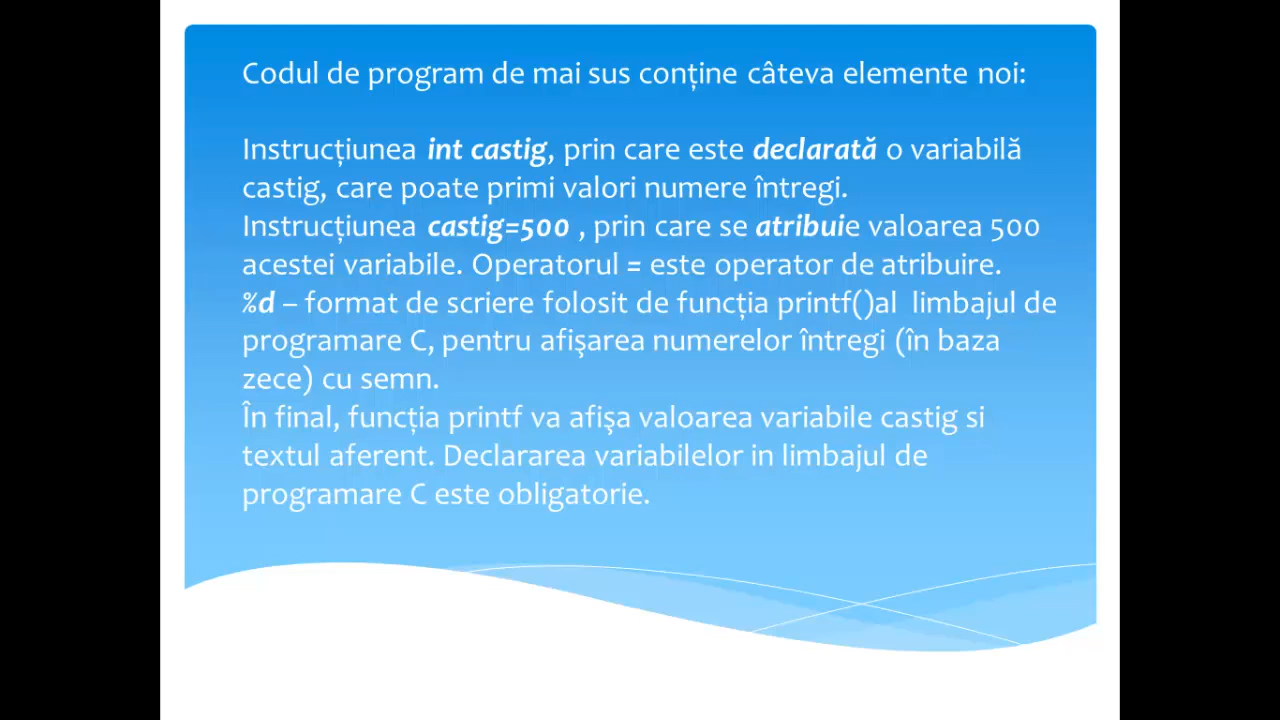 Codul de program de mai sus conține câteva elemente noi:
Instrucțiunea int castig, prin care este declarată o variabilă
castig, care poate primi valori numere întregi.
Instrucțiunea castig=500 , prin care se atribuie valoarea 500
acestei variabile. Operatorul = este operator de atribuire.
%d – format de scriere folosit de funcția printf()al limbajul de
programare C, pentru afişarea numerelor întregi (în baza
zece) cu semn.
În final, funcția printf va afişa valoarea variabile castig si
textul aferent. Declararea variabilelor in limbajul de
programare C este obligatorie.